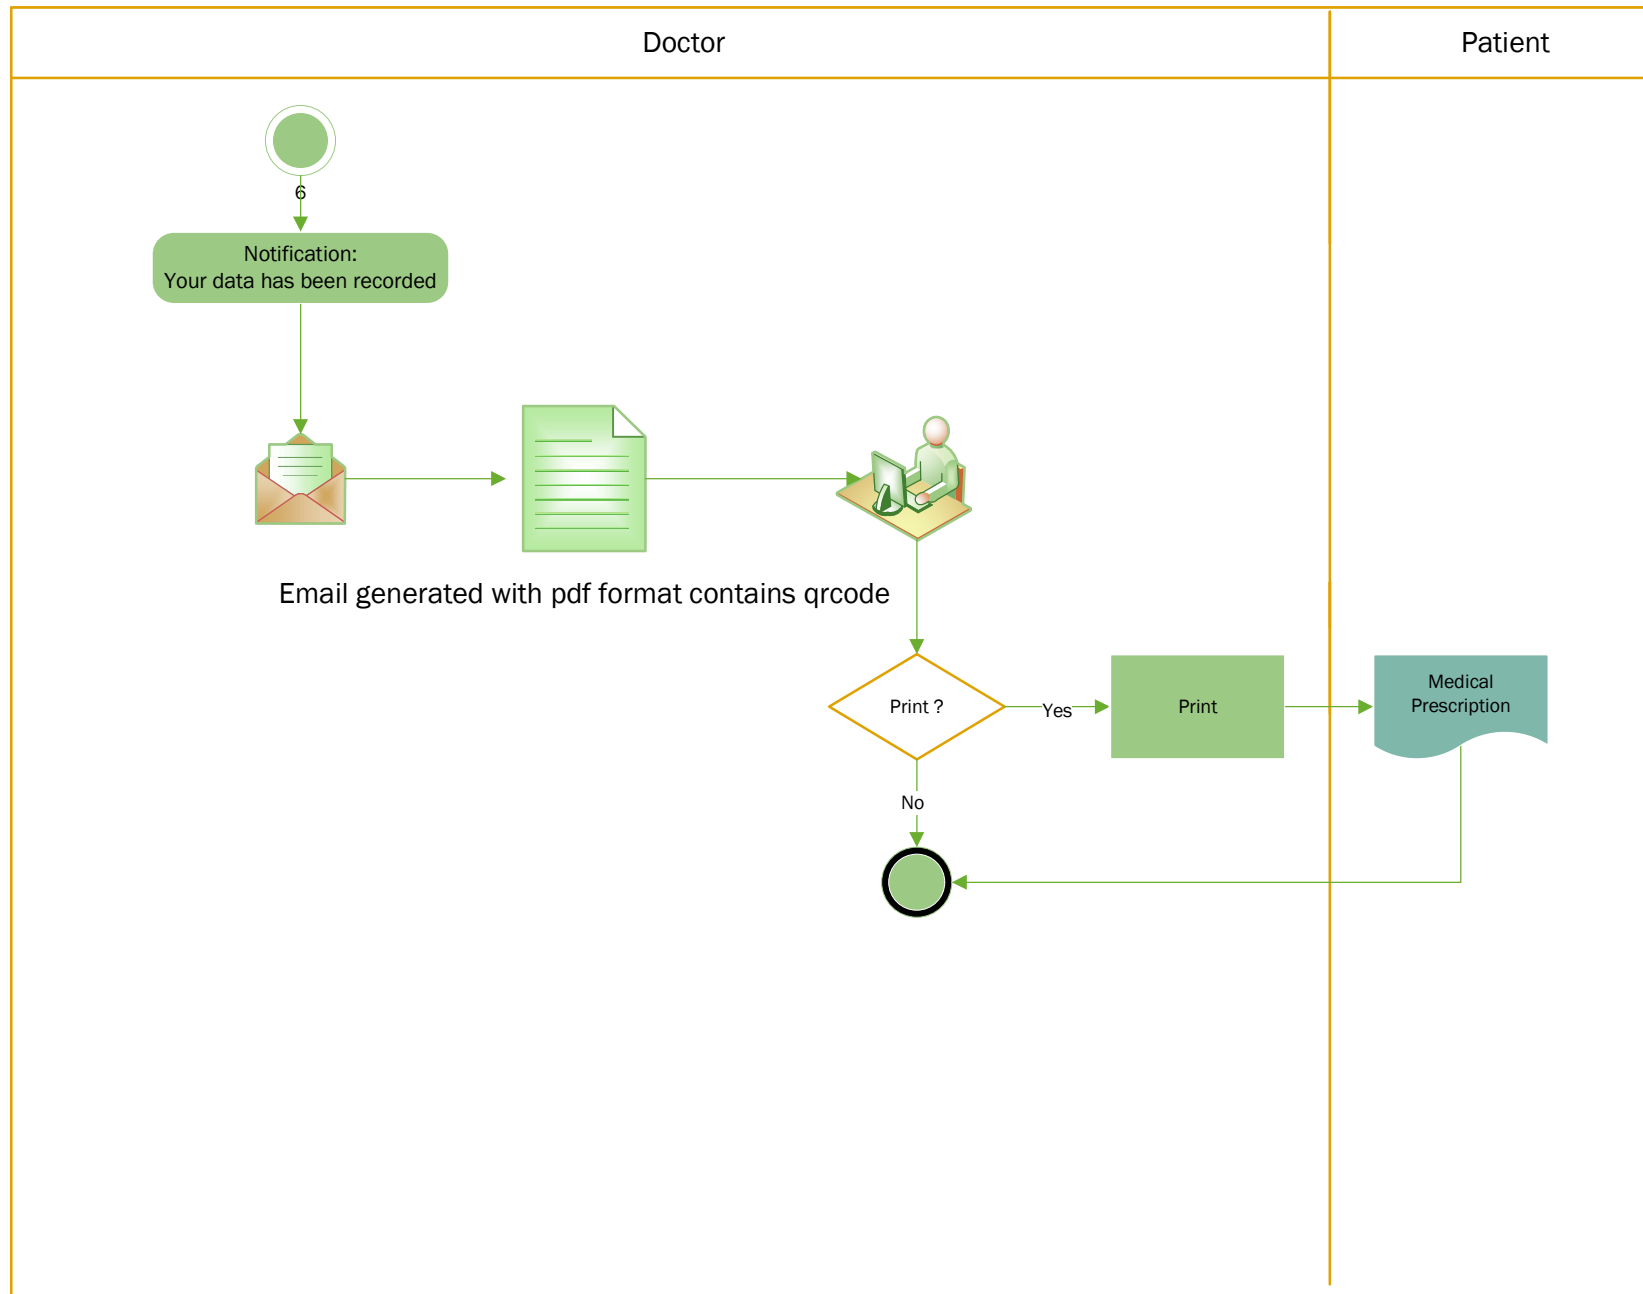 Doctor
Patient
6
Notification:
Your data has been recorded
Email generated with pdf format contains qrcode
Print ?
Yes
Print
Medical
Prescription
No